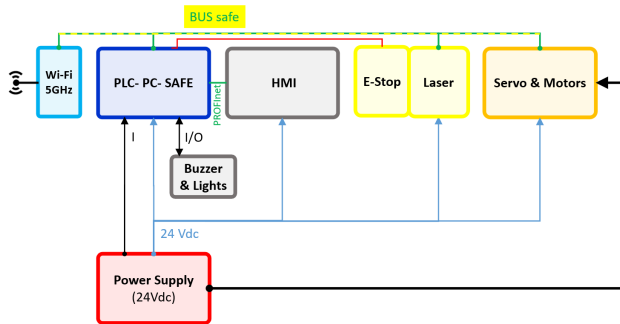 BUS safe
Wi-Fi
5GHz
PLC- PC- SAFE
PROFInet
HMI
E-Stop
Laser
Servo & Motors
I
I/O
Buzzer
& Lights
24 Vdc
Power Supply
(24Vdc)